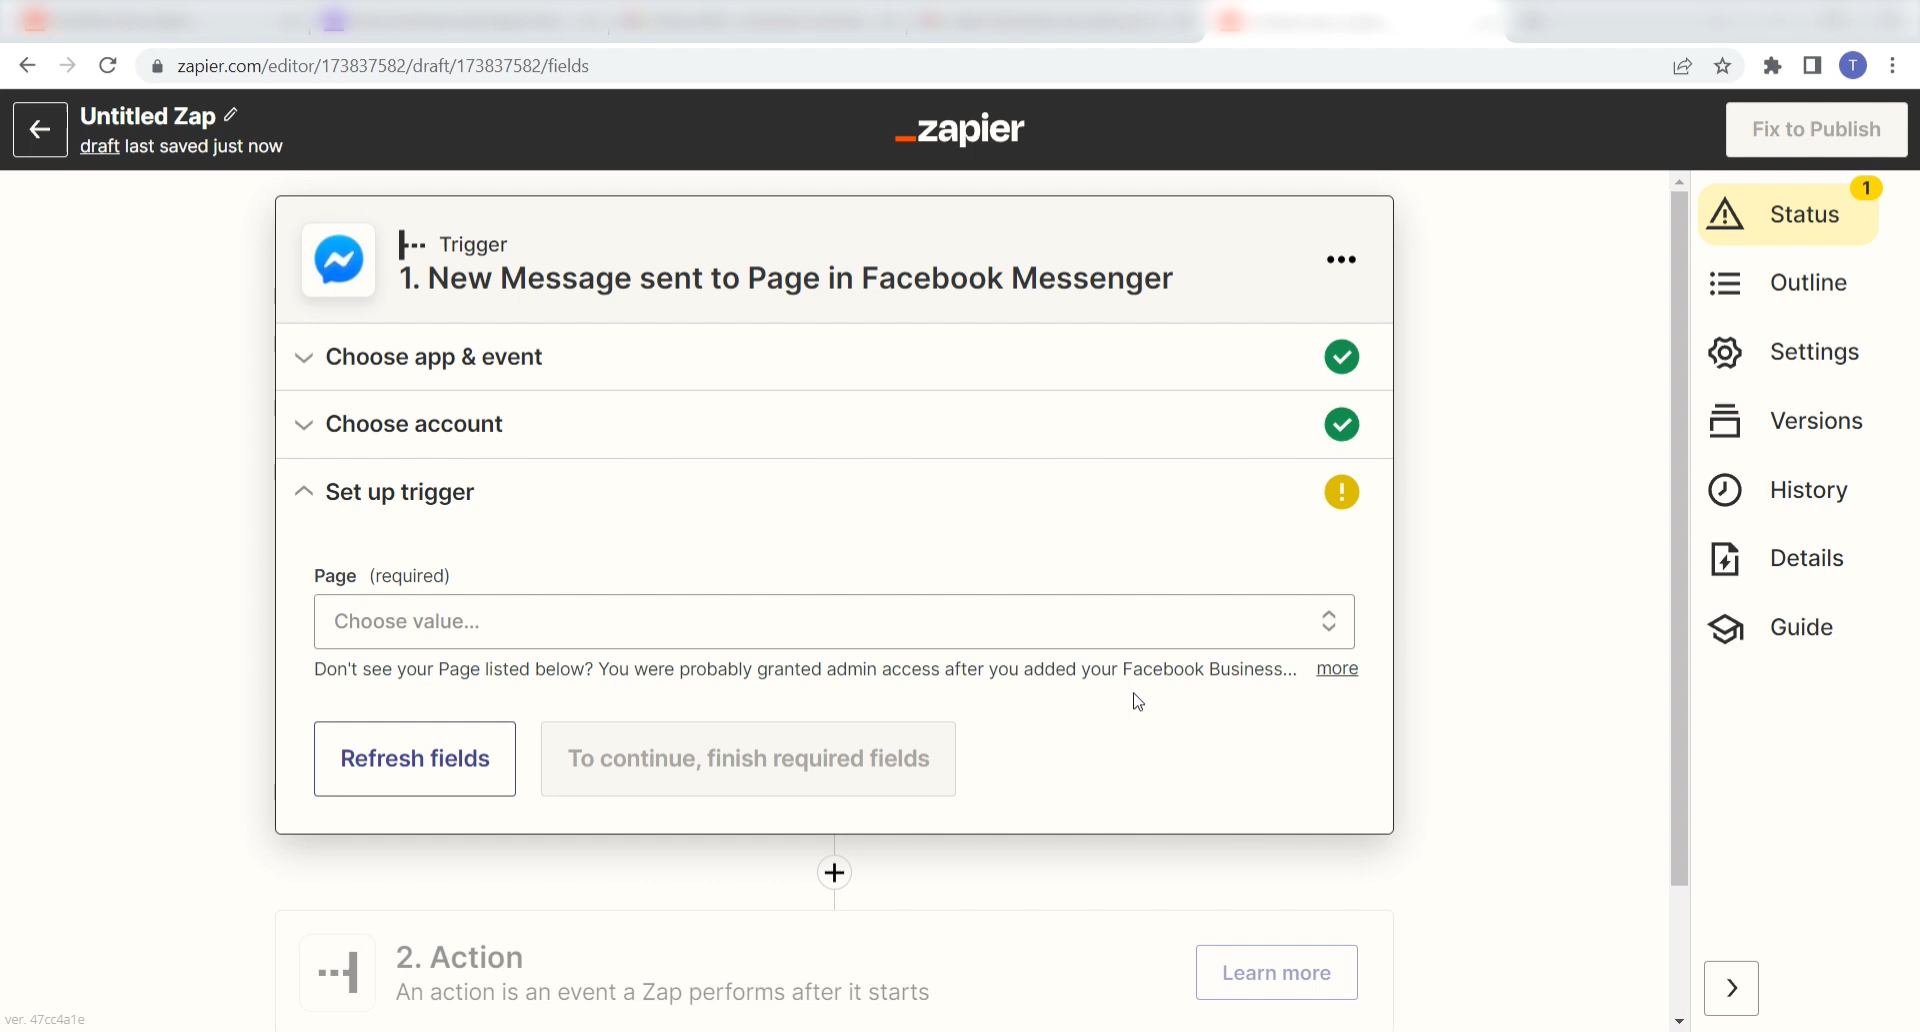 zapier.com/editor/173837582/draft/173837582/fields
T
Untitled Zap
draft last saved just now
_zapier
Fix to Publish
Trigger
1. New Message sent to Page in Facebook Messenger
Choose app & event
Choose account
Set up trigger
Page (required)
Choose value...
Don't see your Page listed below? You were probably granted admin access after you added your Facebook Business... more
Refresh fields
To continue, finish required fields
2. Action
An action is an event a Zap performs after it starts
Learn more
1
Status
Outline
Settings
Versions
History
Details
Guide
ver. 47cc4a1e